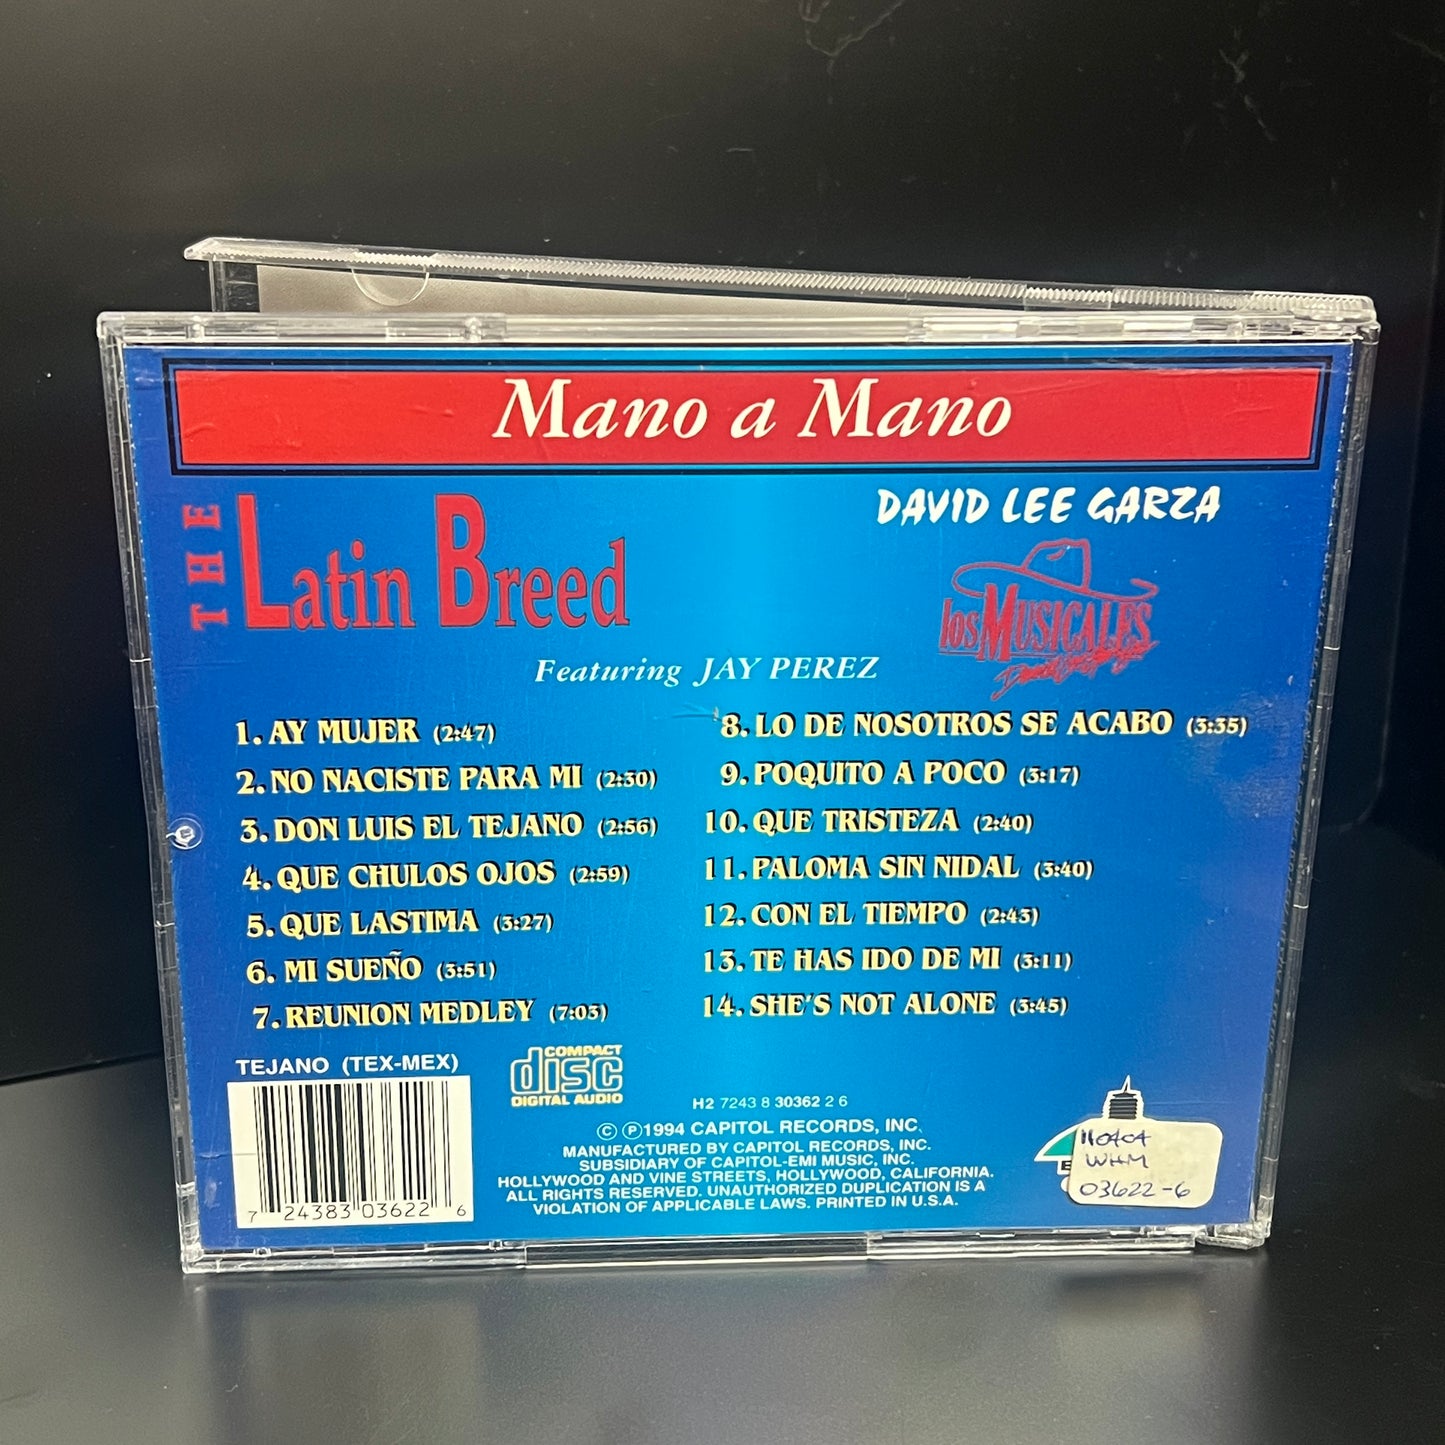 Mano a Mano
THE Latin Breed
DAVID LEE GARZA
los MUSICALES
Featuring JAY PEREZ
1. AY MUJER (2:47)
2. NO NACISTE PARA MI (2:30)
3. DON LUIS EL TEJANO (2:56)
4. QUE CHULOS OJOS (2:59)
5. QUE LASTIMA (3:27)
6. MI SUEÑO (3:51)
7. REUNION MEDLEY (7:03)
8. LO DE NOSOTROS SE ACABO (3:35)
9. POQUITO A POCO (3:17)
10. QUE TRISTEZA (2:40)
11. PALOMA SIN NIDAL (3:40)
12. CON EL TIEMPO (2:43)
13. TE HAS IDO DE MI (3:11)
14. SHE'S NOT ALONE (3:45)
TEJANO (TEX-MEX)
7 24383 03622 6
COMPACT
disc
DIGITAL AUDIO
H2 7243 8 30362 2 6
© ℗ 1994 CAPITOL RECORDS, INC.
MANUFACTURED BY CAPITOL RECORDS, INC.
SUBSIDIARY OF CAPITOL-EMI MUSIC, INC.
HOLLYWOOD AND VINE STREETS, HOLLYWOOD, CALIFORNIA.
ALL RIGHTS RESERVED. UNAUTHORIZED DUPLICATION IS A
VIOLATION OF APPLICABLE LAWS. PRINTED IN U.S.A.
110404
WHM
03622-6